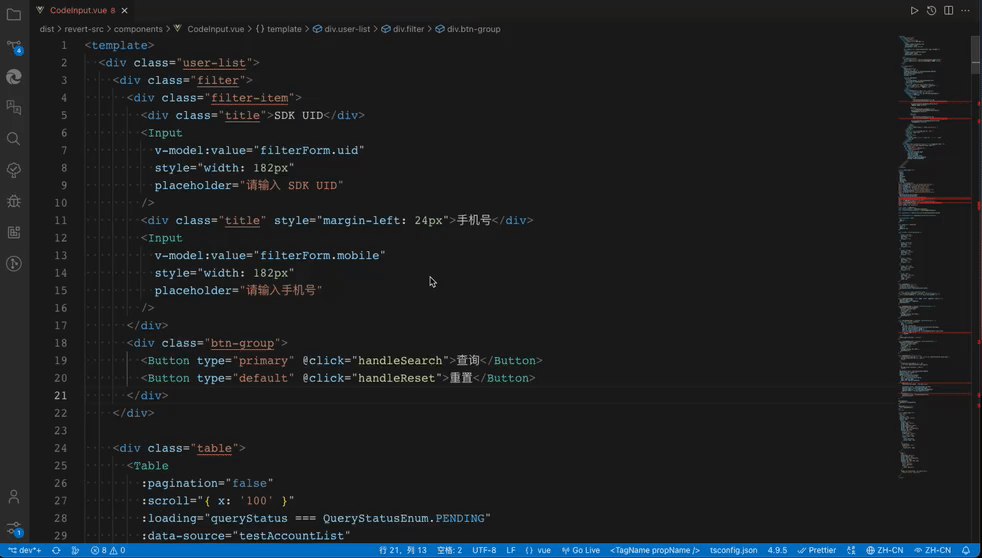 CodeInput.vue 8 ×
dist › revert-src › components › CodeInput.vue › {} template › div.user-list › div.filter › div.btn-group
1 <template>
2 <div class="user-list">
3 <div class="filter">
4 <div class="filter-item">
5 <div class="title">SDK UID</div>
6 <Input
7 v-model:value="filterForm.uid"
8 style="width: 182px"
9 placeholder="请输入 SDK UID"
10 />
11 <div class="title" style="margin-left: 24px">手机号</div>
12 <Input
13 v-model:value="filterForm.mobile"
14 style="width: 182px"
15 placeholder="请输入手机号"
16 />
17 </div>
18 <div class="btn-group">
19 <Button type="primary" @click="handleSearch">查询</Button>
20 <Button type="default" @click="handleReset">重置</Button>
21 </div>
22 </div>
23
24 <div class="table">
25 <Table
26 :pagination="false"
27 :scroll="{ x: '100' }"
28 :loading="queryStatus === QueryStatusEnum.PENDING"
29 :data-source="testAccountList"
4
1
dev*+ 8 0 行 21，列 13 空格: 2 UTF-8 LF {} vue Go Live <TagName propName /> tsconfig.json 4.9.5 Prettier ZH-CN ZH-CN